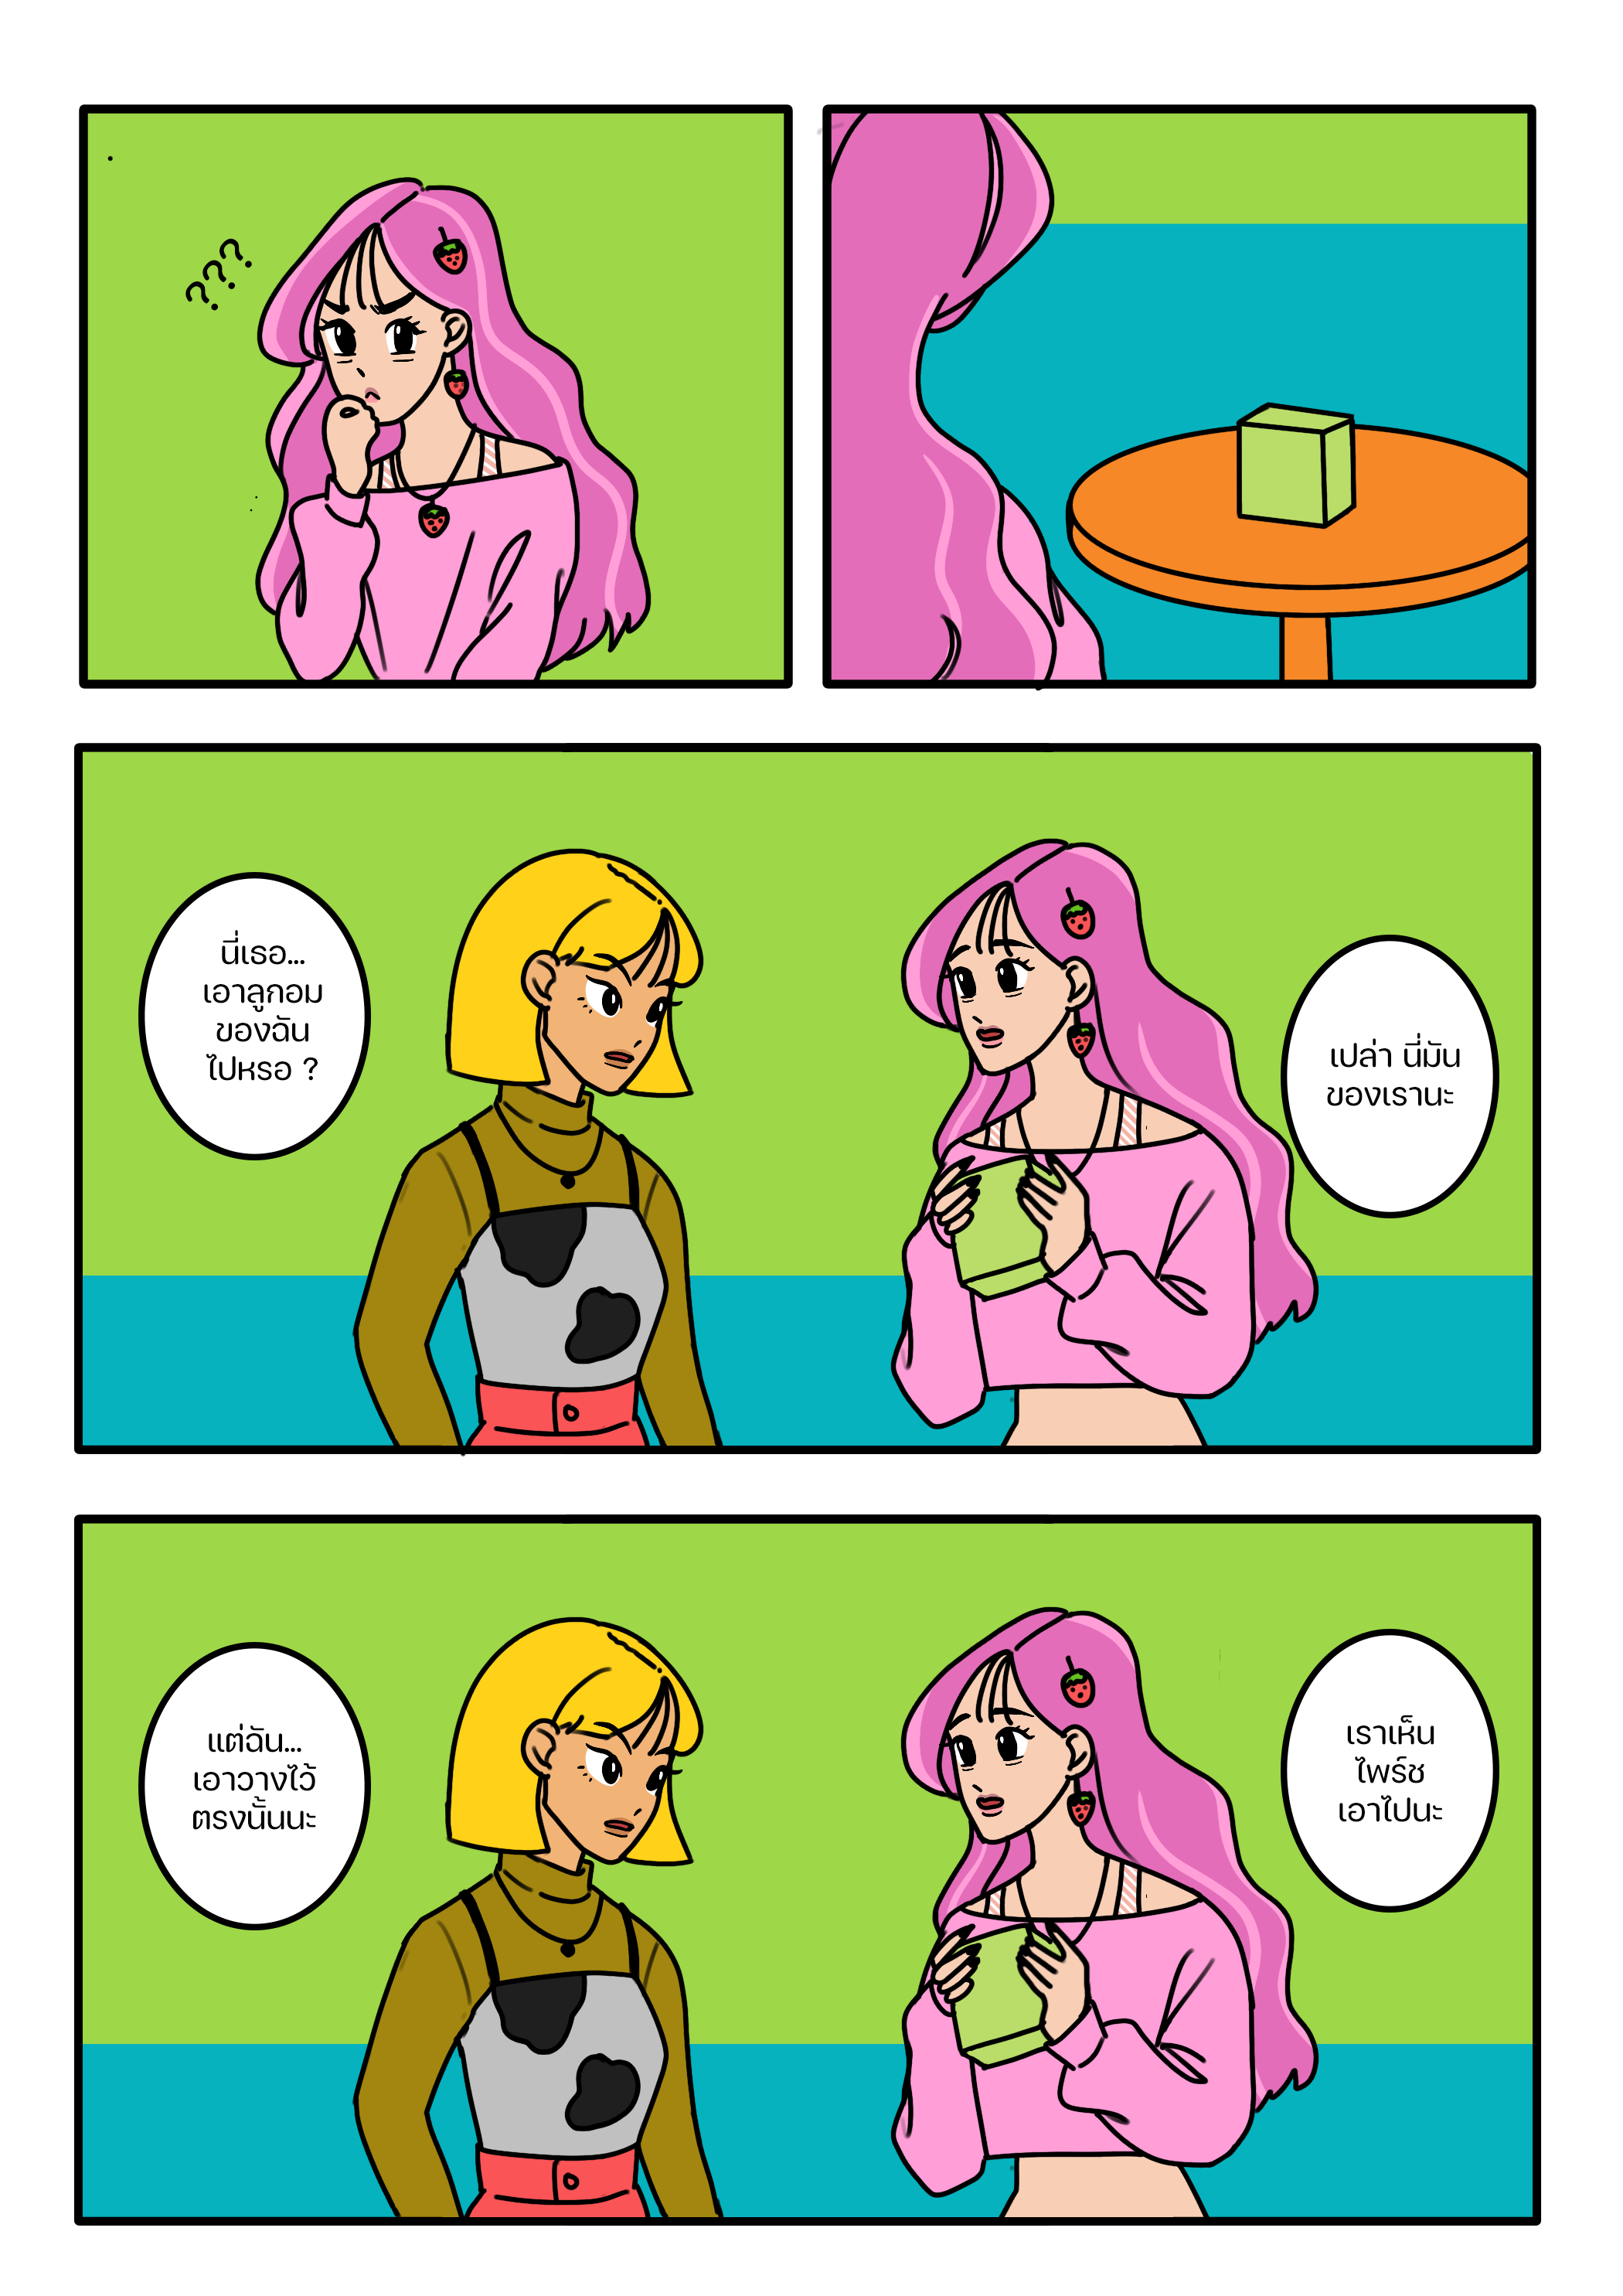 ???
นี่เธอ...
เอาลูกอม
ของฉัน
ไปหรอ ?
เปล่า นี่มัน
ของเรานะ
แต่ฉัน...
เอาวางไว้
ตรงนั้นนะ
เราเห็น
ไพร์ช
เอาไปนะ